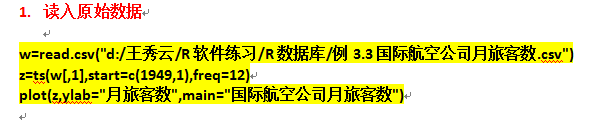 1. 读入原始数据
w=read.csv("d:/王秀云/R软件练习/R数据库/例3.3国际航空公司月旅客数.csv")
z=ts(w[,1],start=c(1949,1),freq=12)
plot(z,ylab="月旅客数",main="国际航空公司月旅客数")